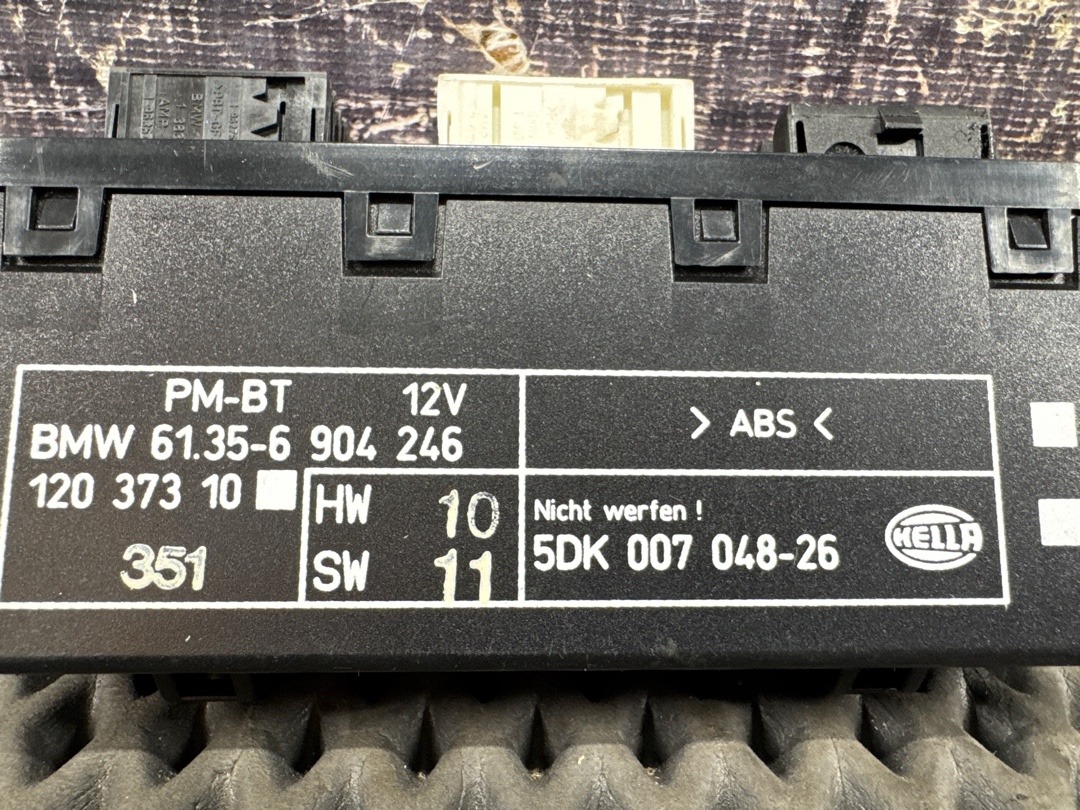 PM-BT 12V
BMW 61.35-6 904 246
120 373 10
351
HW 10
SW 11
> ABS <
Nicht werfen !
5DK 007 048-26
HELLA